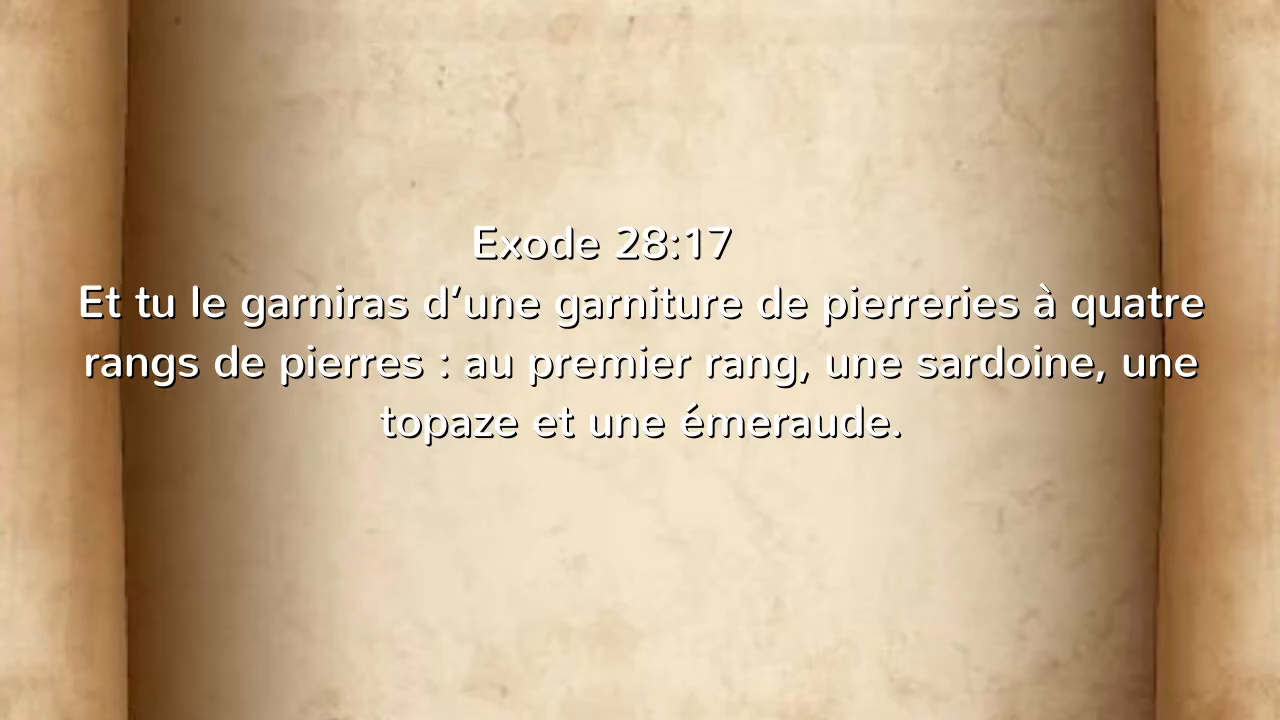 Exode 28:17
Et tu le garniras d’une garniture de pierreries à quatre
rangs de pierres : au premier rang, une sardoine, une
topaze et une émeraude.